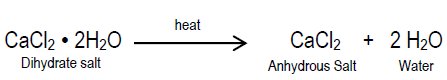 heat
CaCl₂ • 2H₂O CaCl₂ + 2 H₂O
Dihydrate salt Anhydrous Salt Water